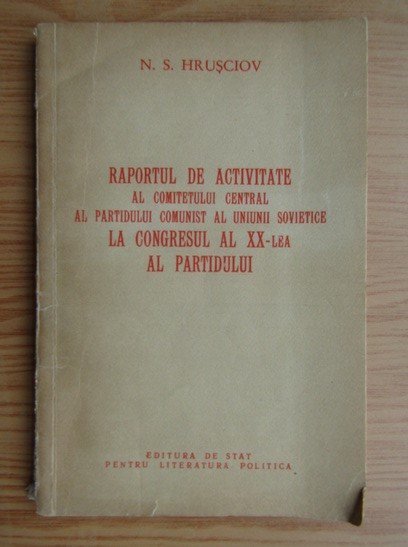 N. S. HRUȘCIOV
RAPORTUL DE ACTIVITATE
AL COMITETULUI CENTRAL
AL PARTIDULUI COMUNIST AL UNIUNII SOVIETICE
LA CONGRESUL AL XX-LEA
AL PARTIDULUI
EDITURA DE STAT
PENTRU LITERATURA POLITICA